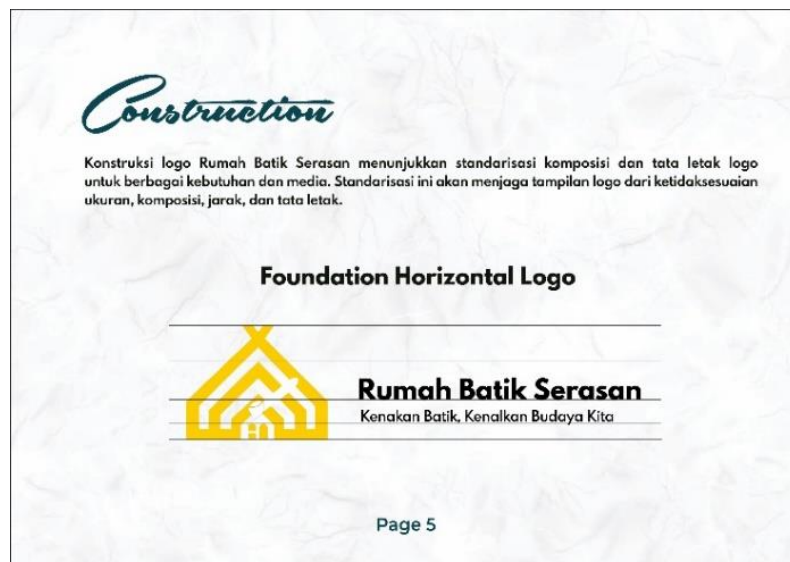 Construction
Konstruksi logo Rumah Batik Serasan menunjukkan standarisasi komposisi dan tata letak logo
untuk berbagai kebutuhan dan media. Standarisasi ini akan menjaga tampilan logo dari ketidaksesuaian
ukuran, komposisi, jarak, dan tata letak.
Foundation Horizontal Logo
Rumah Batik Serasan
Kenakan Batik, Kenalkan Budaya Kita
Page 5